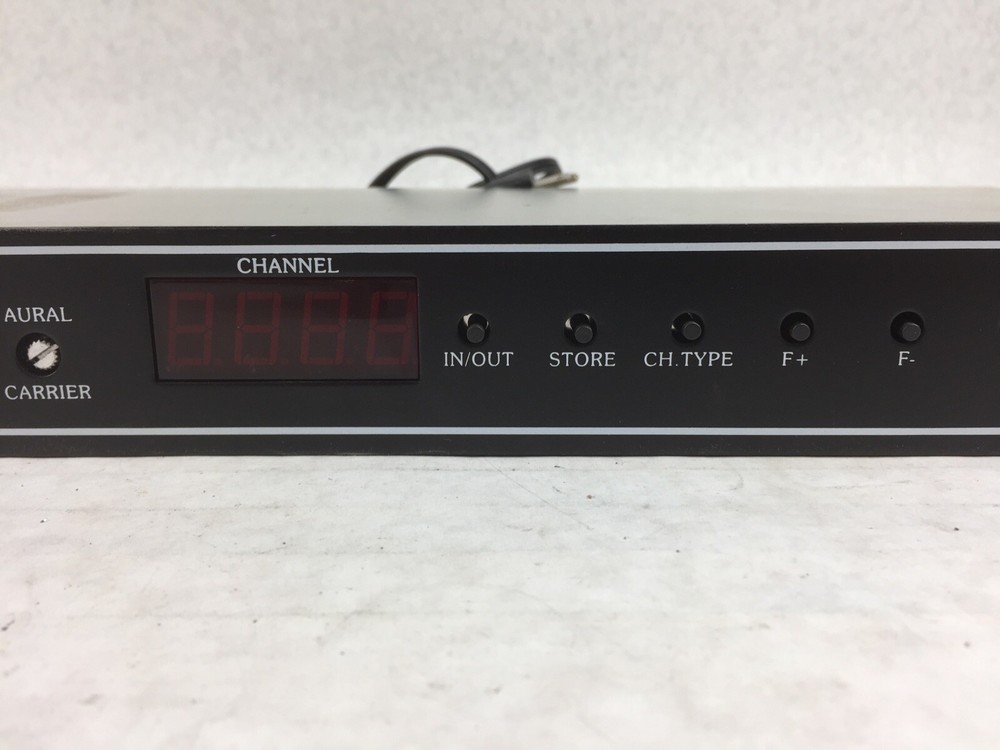 CHANNEL
AURAL
CARRIER
IN/OUT
STORE
CH.TYPE
F+
F-